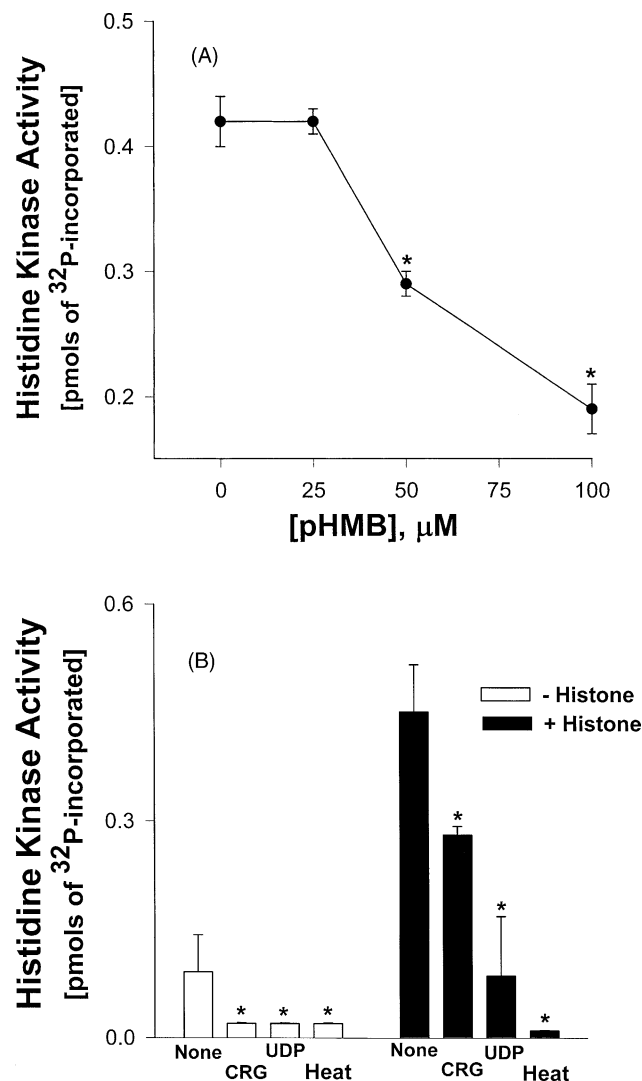 (A)
Histidine Kinase Activity
[pmols of ³²P-incorporated]
0.5
0.4
0.3
0.2
*
*
0 25 50 75 100
[pHMB], μM
(B)
Histidine Kinase Activity
[pmols of ³²P-incorporated]
0.6
0.3
0.0
- Histone
+ Histone
* * *
* * *
None CRG UDP Heat
None CRG UDP Heat